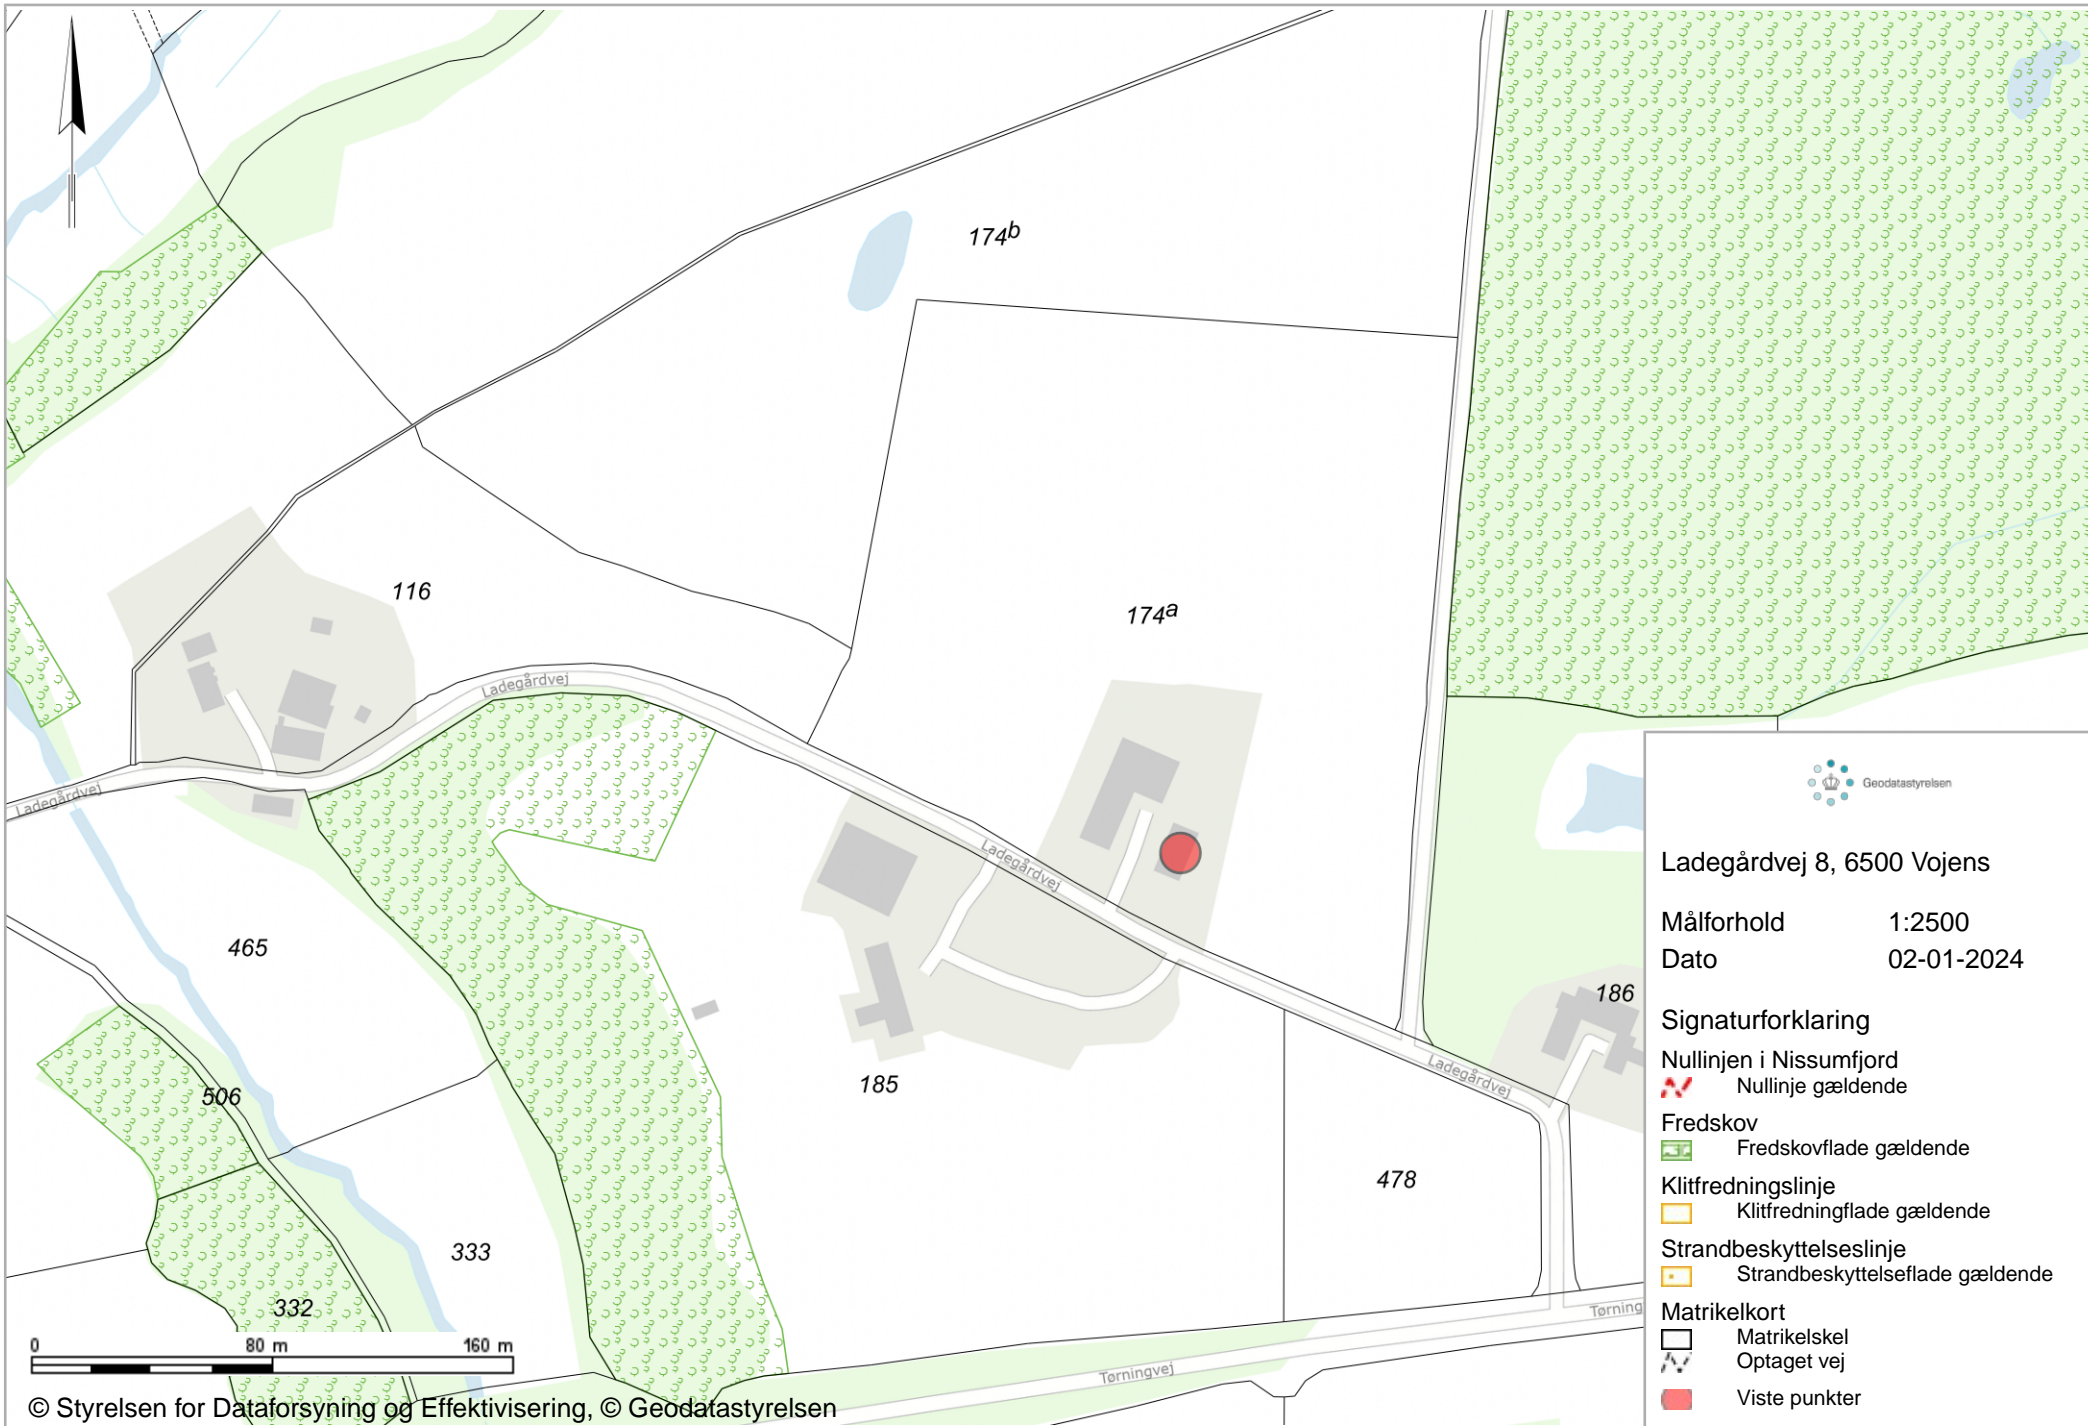 174b
174a
116
Ladegårdvej
Ladegårdvej
Ladegårdvej
465
185
186
Ladegårdvej
506
478
333
332
Tørning
Tørningvej
0 80 m 160 m
© Styrelsen for Dataforsyning og Effektivisering, © Geodatastyrelsen
Geodatastyrelsen
Ladegårdvej 8, 6500 Vojens
Målforhold 1:2500
Dato 02-01-2024
Signaturforklaring
Nullinjen i Nissumfjord
Nullinje gældende
Fredskov
Fredskovflade gældende
Klitfredningslinje
Klitfredningflade gældende
Strandbeskyttelseslinje
Strandbeskyttelseflade gældende
Matrikelkort
Matrikelskel
Optaget vej
Viste punkter